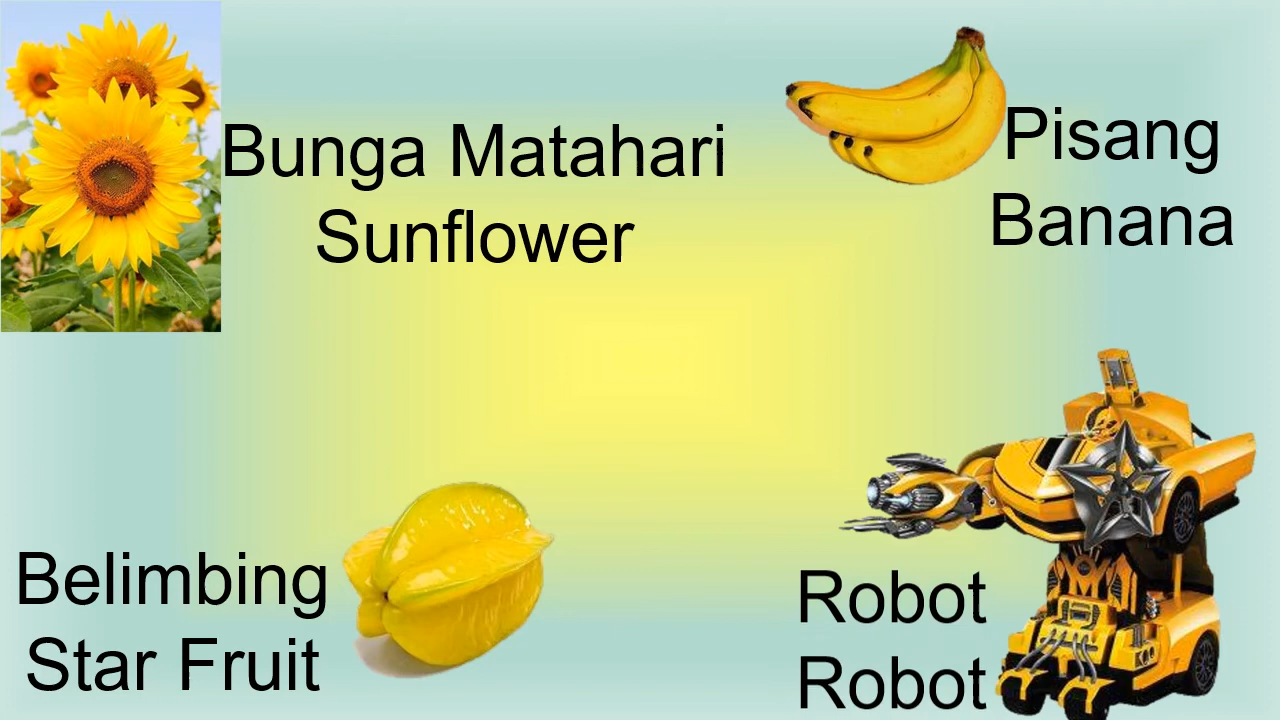 Bunga Matahari
Sunflower
Pisang
Banana
Belimbing
Star Fruit
Robot
Robot